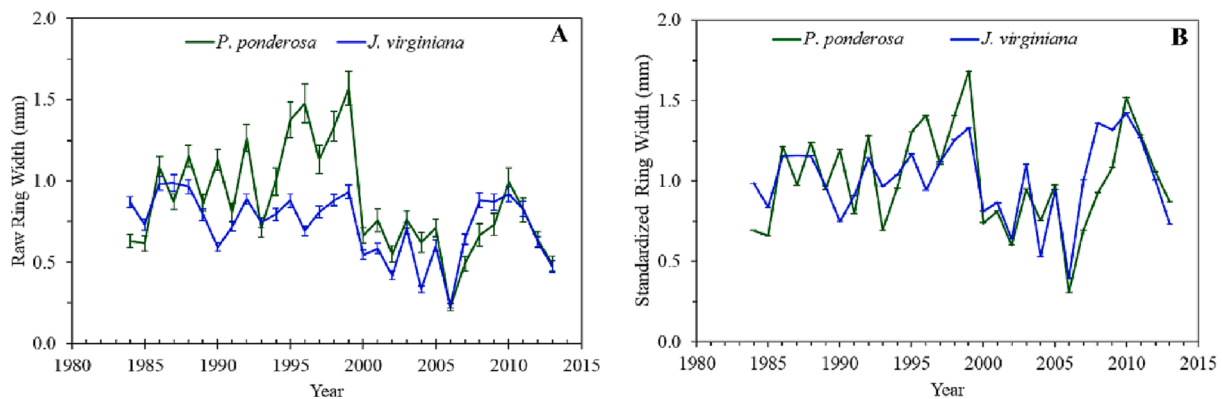 2.0
P. ponderosa
J. virginiana
A
1.5
1.0
0.5
0.0
Raw Ring Width (mm)
1980 1985 1990 1995 2000 2005 2010 2015
Year
2.0
P. ponderosa
J. virginiana
B
1.5
1.0
0.5
0.0
Standardized Ring Width (mm)
1980 1985 1990 1995 2000 2005 2010 2015
Year